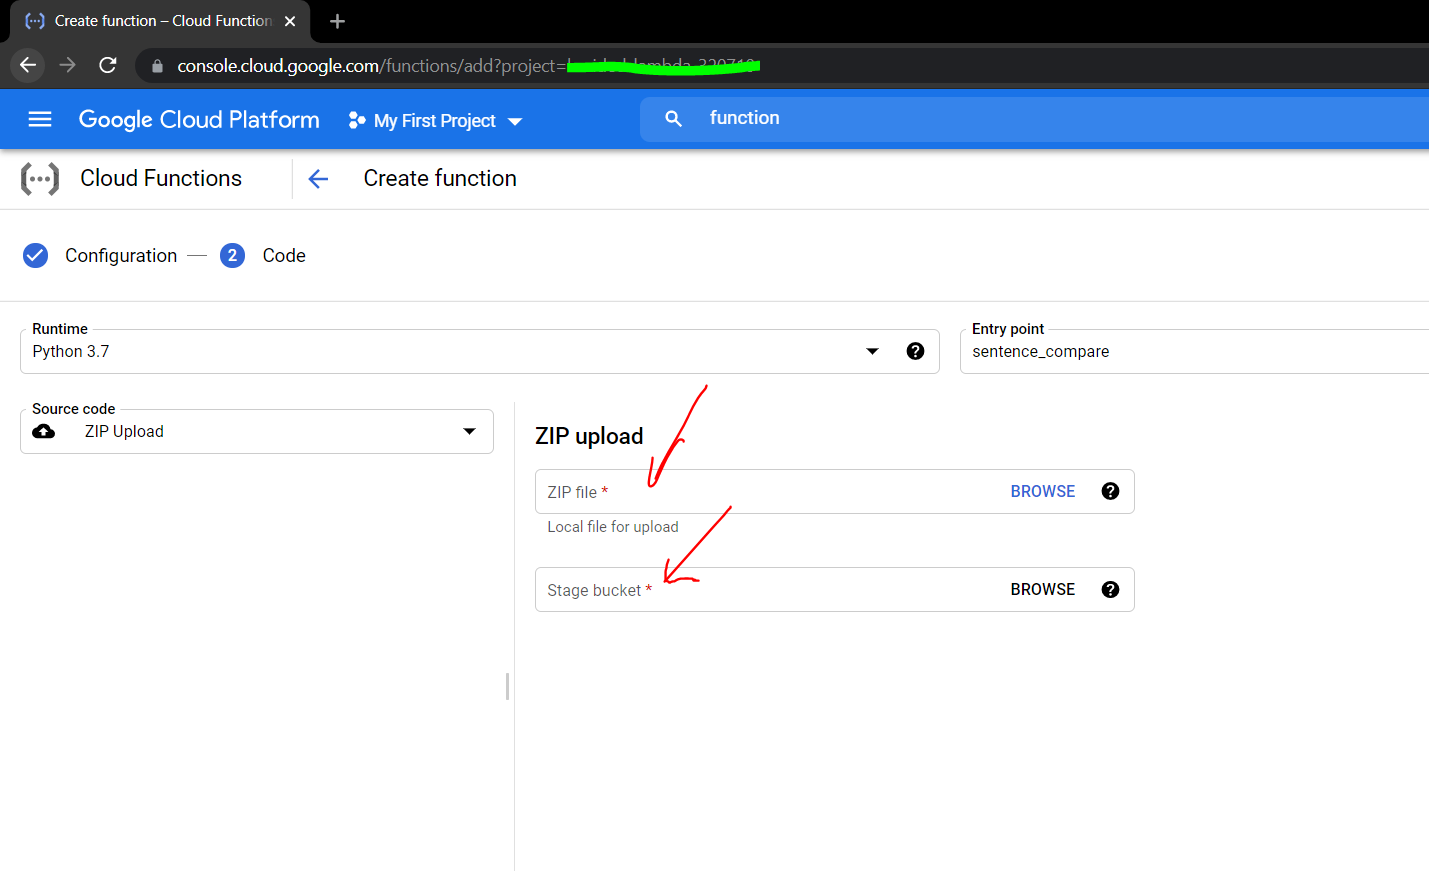 Create function – Cloud Function
console.cloud.google.com/functions/add?project=
Google Cloud Platform
My First Project
function
Cloud Functions
Create function
Configuration
2
Code
Runtime
Python 3.7
Entry point
sentence_compare
Source code
ZIP Upload
ZIP upload
ZIP file *
BROWSE
Local file for upload
Stage bucket *
BROWSE